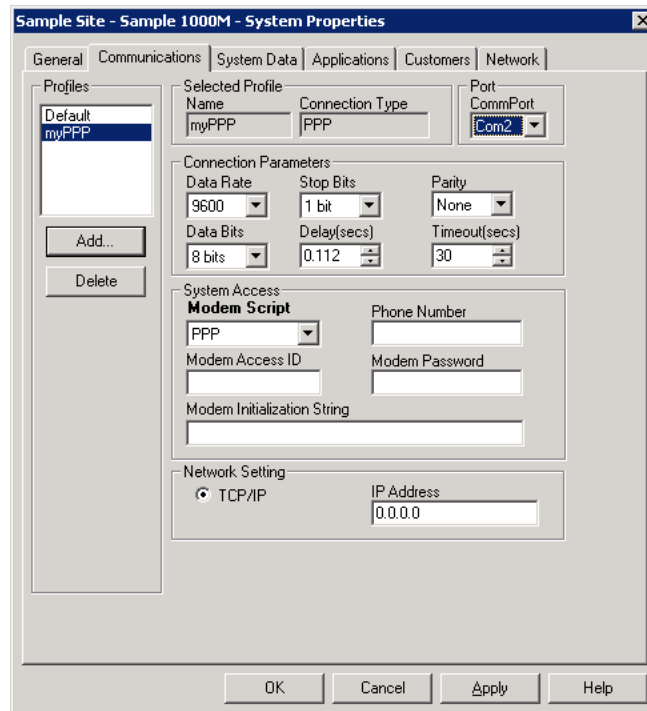 Sample Site - Sample 1000M - System Properties
General Communications System Data Applications Customers Network
Profiles
Default
myPPP
Add...
Delete
Selected Profile
Name Connection Type
myPPP PPP
Port
CommPort
Com2
Connection Parameters
Data Rate Stop Bits Parity
9600 1 bit None
Data Bits Delay(secs) Timeout(secs)
8 bits 0.112 30
System Access
Modem Script Phone Number
PPP
Modem Access ID Modem Password
Modem Initialization String
Network Setting
TCP/IP IP Address
0.0.0.0
OK Cancel Apply Help